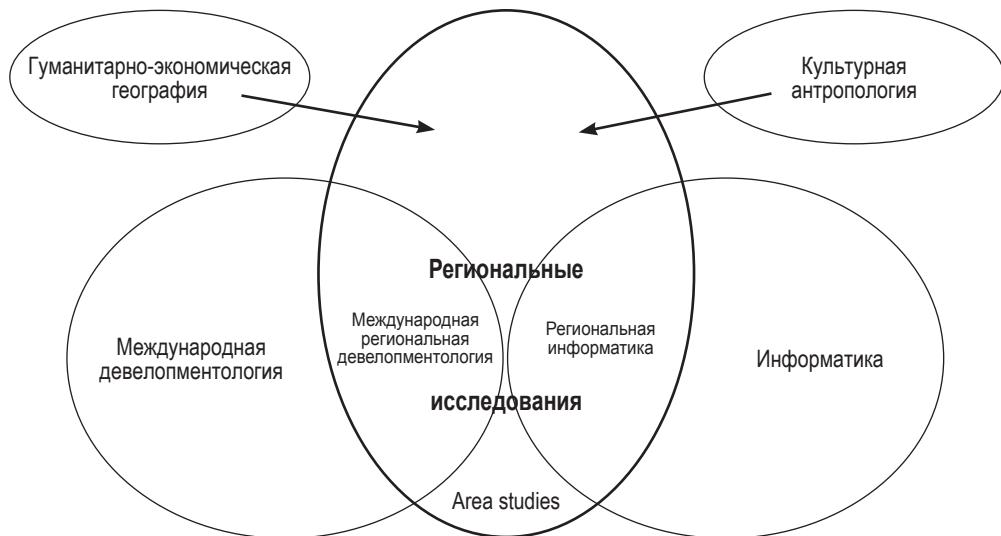 Гуманитарно-экономическая
география
Культурная
антропология
Региональные
Международная
региональная
девелопментология
Региональная
информатика
Международная
девелопментология
Информатика
исследования
Area studies